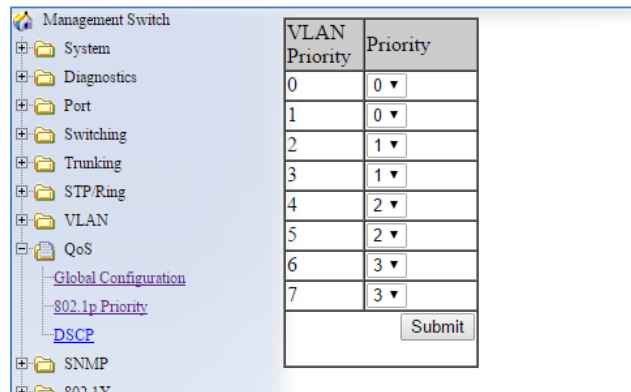 Management Switch
System
Diagnostics
Port
Switching
Trunking
STP/Ring
VLAN
QoS
Global Configuration
802.1p Priority
DSCP
SNMP
802.1X
VLAN Priority
Priority
0 0
1 0
2 1
3 1
4 2
5 2
6 3
7 3
Submit